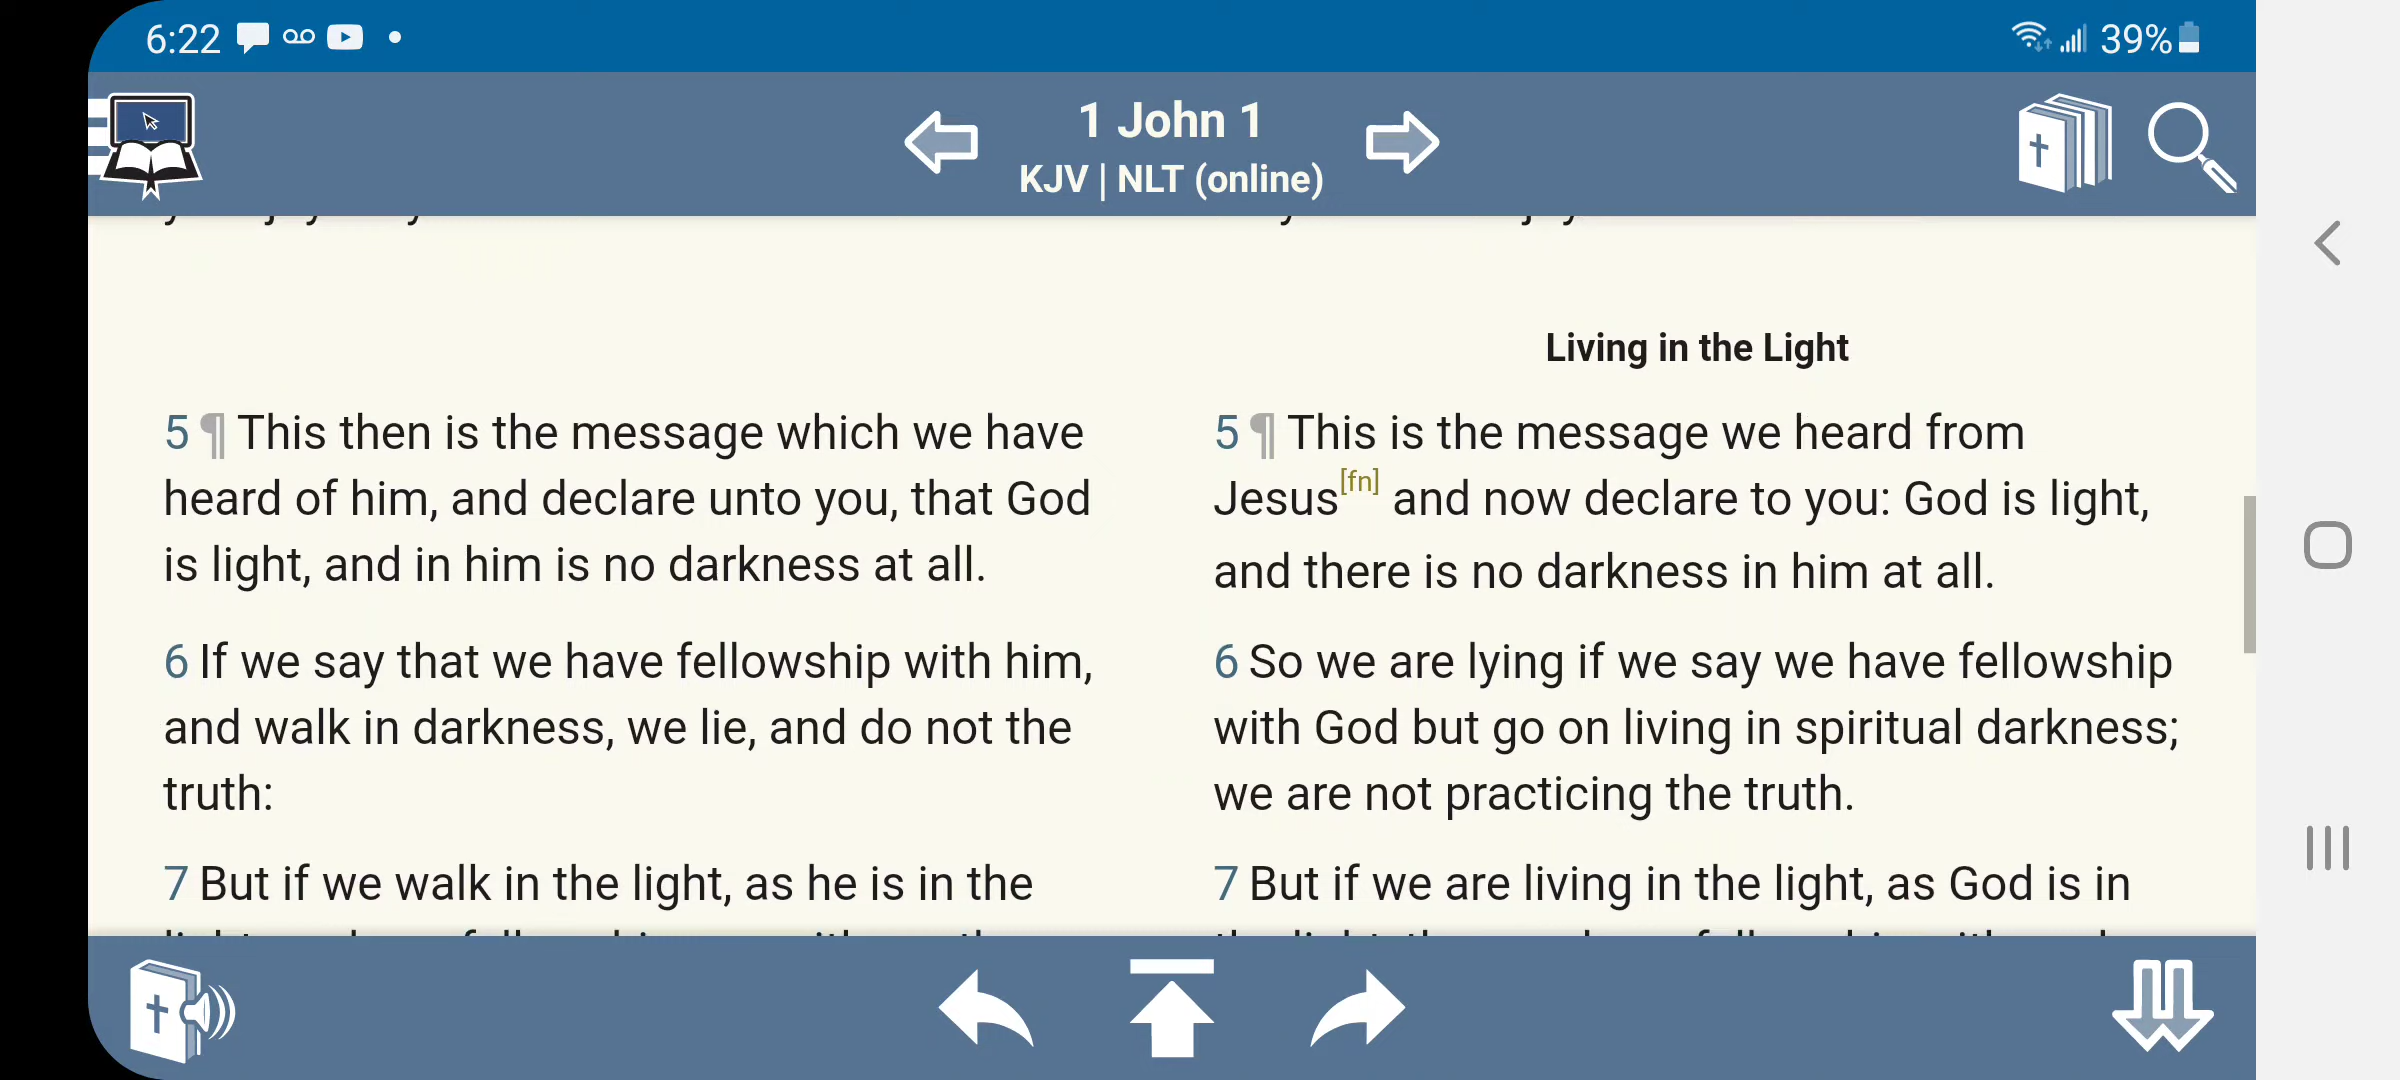 6:22 39%
1 John 1
KJV | NLT (online)
Living in the Light
5 ¶ This then is the message which we have
heard of him, and declare unto you, that God
is light, and in him is no darkness at all.
6 If we say that we have fellowship with him,
and walk in darkness, we lie, and do not the
truth:
7 But if we walk in the light, as he is in the
5 ¶ This is the message we heard from
Jesus[fn] and now declare to you: God is light,
and there is no darkness in him at all.
6 So we are lying if we say we have fellowship
with God but go on living in spiritual darkness;
we are not practicing the truth.
7 But if we are living in the light, as God is in